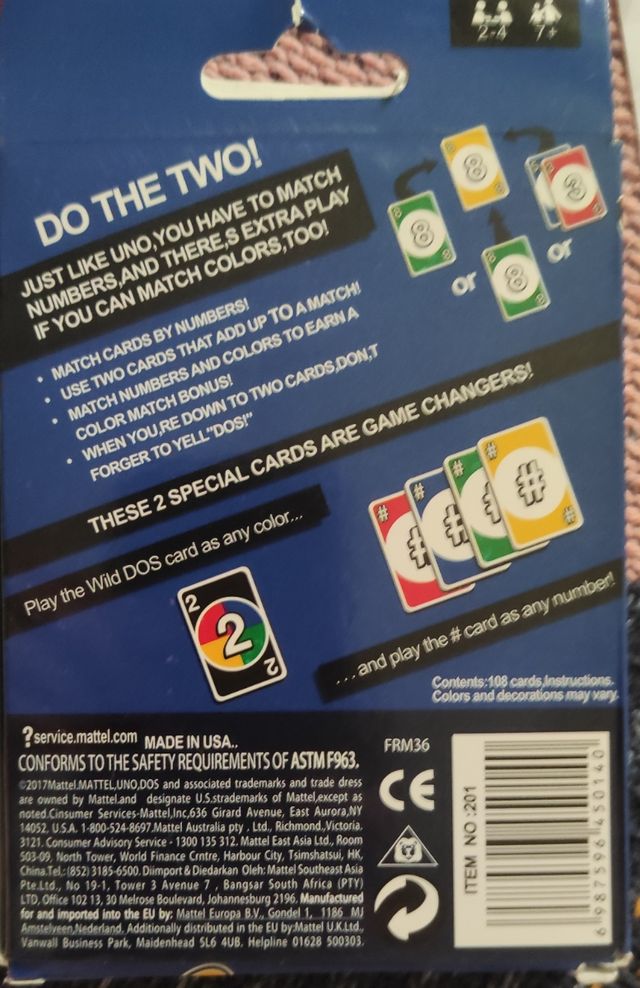 2-4 7+
DO THE TWO!
JUST LIKE UNO,YOU HAVE TO MATCH
NUMBERS,AND THERE,S EXTRA PLAY
IF YOU CAN MATCH COLORS,TOO!
8
8
3
8
or
or
• MATCH CARDS BY NUMBERS!
• USE TWO CARDS THAT ADD UP TO A MATCH!
• MATCH NUMBERS AND COLORS TO EARN A
COLOR MATCH BONUS!
• WHEN YOU,RE DOWN TO TWO CARDS,DON,T
FORGER TO YELL"DOS!"
THESE 2 SPECIAL CARDS ARE GAME CHANGERS!
Play the Wild DOS card as any color...
2
2
2
# # # #
...and play the # card as any number!
Contents:108 cards,Instructions.
Colors and decorations may vary.
?service.mattel.com MADE IN USA..
CONFORMS TO THE SAFETY REQUIREMENTS OF ASTM F963.
©2017Mattel.MATTEL,UNO,DOS and associated trademarks and trade dress
are owned by Mattel.and designate U.S.strademarks of Mattel,except as
noted.Cinsumer Services-Mattel,Inc,636 Girard Avenue, East Aurora,NY
14052. U.S.A. 1-800-524-8697.Mattel Australia pty . Ltd., Richmond,Victoria.
3121. Consumer Advisory Service - 1300 135 312. Mattel East Asia Ltd., Room
503-09, North Tower, World Finance Crntre, Harbour City, Tsimshatsui, HK,
China.Tel.: (852) 3185-6500. Diimport & Diedarkan Oleh: Mattel Southeast Asia
Pte.Ltd., No 19-1, Tower 3 Avenue 7 , Bangsar South Africa (PTY)
LTD, Office 102 13, 30 Melrose Boulevard, Johannesburg 2196. Manufactured
for and imported into the EU by: Mattel Europa B.V., Gondel 1, 1186 MJ
Amstelveen,Nederland. Additionally distributed in the EU by:Mattel U.K.Ltd.,
Vanwall Business Park, Maidenhead SL6 4UB. Helpline 01628 500303.
FRM36
CE
ITEM NO :201
6 987596 450140